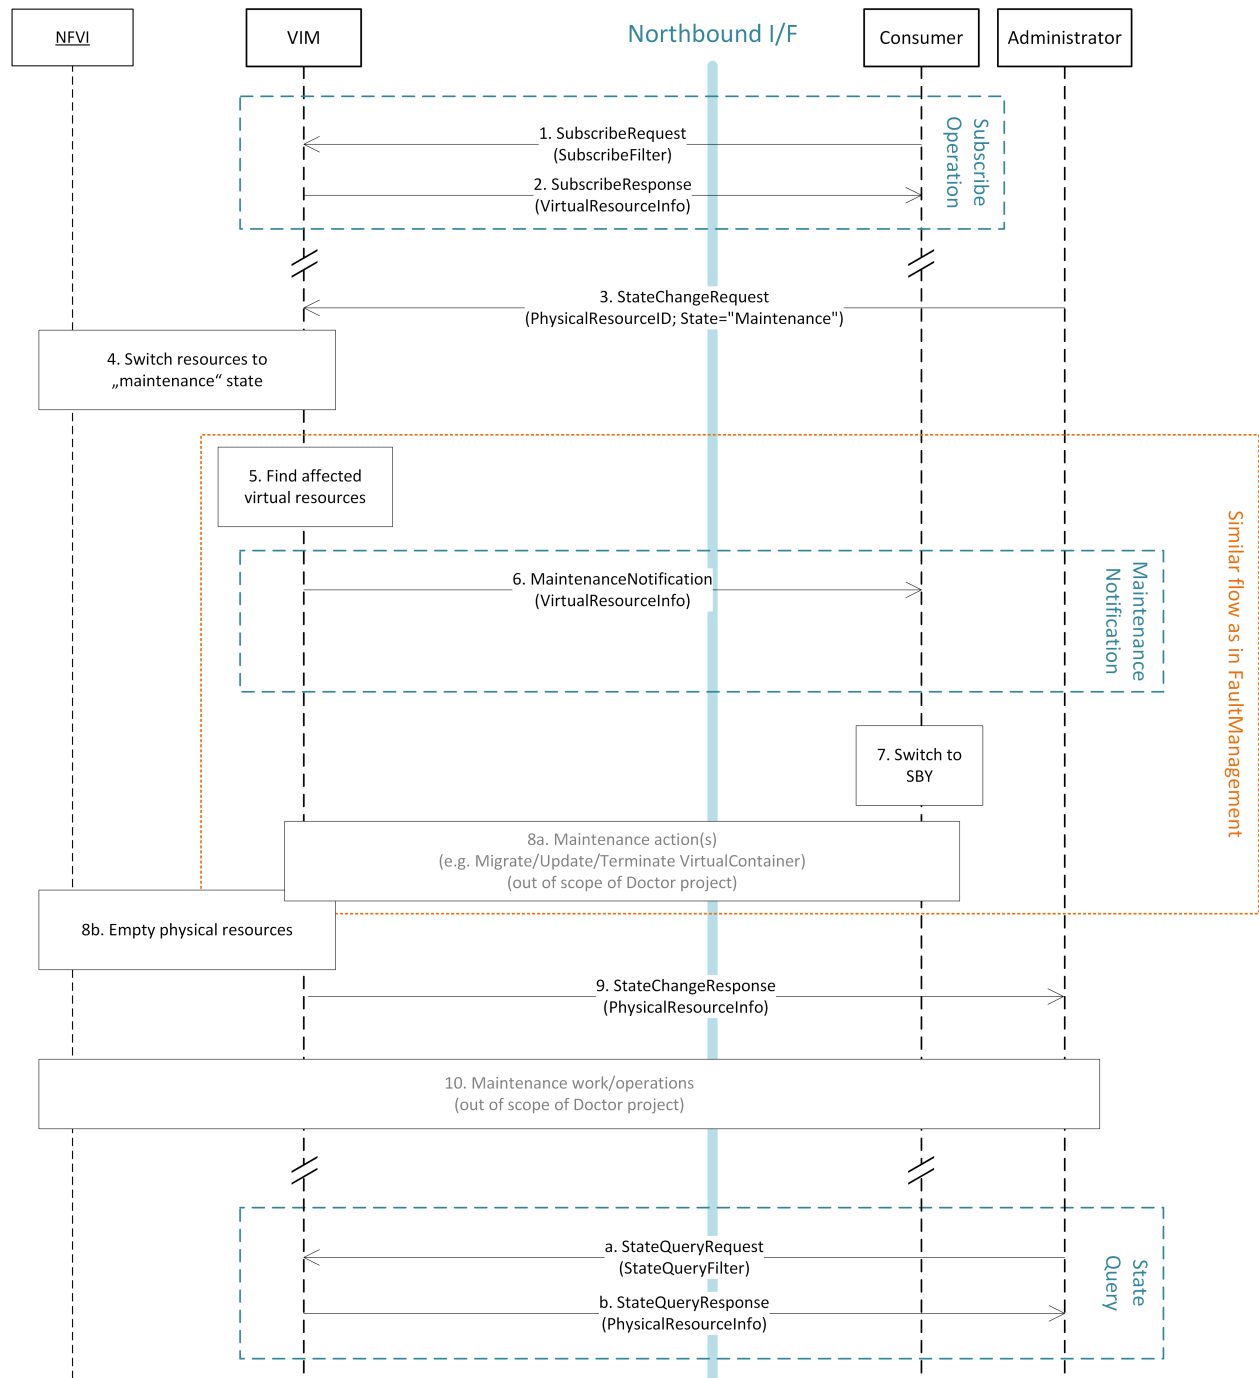 NFVI
VIM
Northbound I/F
Consumer
Administrator
1. SubscribeRequest
(SubscribeFilter)
2. SubscribeResponse
(VirtualResourceInfo)
Subscribe
Operation
3. StateChangeRequest
(PhysicalResourceID; State="Maintenance")
4. Switch resources to
„maintenance“ state
5. Find affected
virtual resources
6. MaintenanceNotification
(VirtualResourceInfo)
Maintenance
Notification
Similar flow as in FaultManagement
7. Switch to
SBY
8a. Maintenance action(s)
(e.g. Migrate/Update/Terminate VirtualContainer)
(out of scope of Doctor project)
8b. Empty physical resources
9. StateChangeResponse
(PhysicalResourceInfo)
10. Maintenance work/operations
(out of scope of Doctor project)
a. StateQueryRequest
(StateQueryFilter)
b. StateQueryResponse
(PhysicalResourceInfo)
State
Query